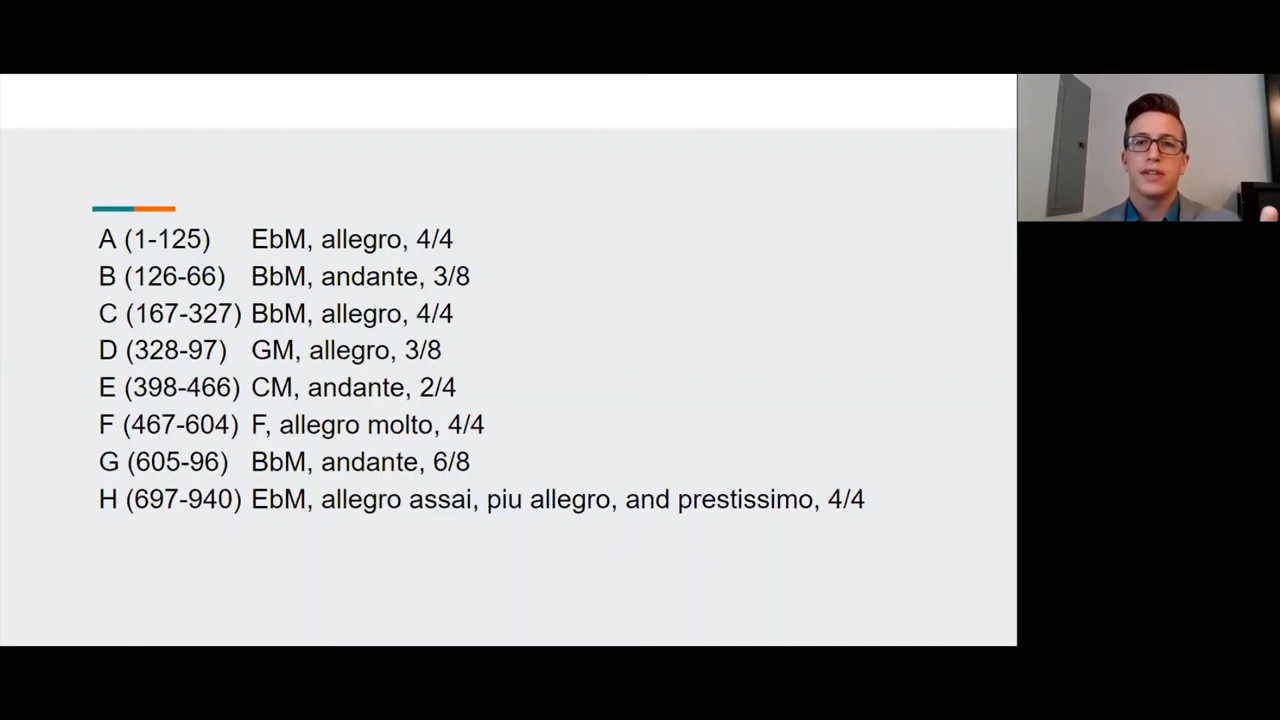 A (1-125) EbM, allegro, 4/4
B (126-66) BbM, andante, 3/8
C (167-327) BbM, allegro, 4/4
D (328-97) GM, allegro, 3/8
E (398-466) CM, andante, 2/4
F (467-604) F, allegro molto, 4/4
G (605-96) BbM, andante, 6/8
H (697-940) EbM, allegro assai, piu allegro, and prestissimo, 4/4